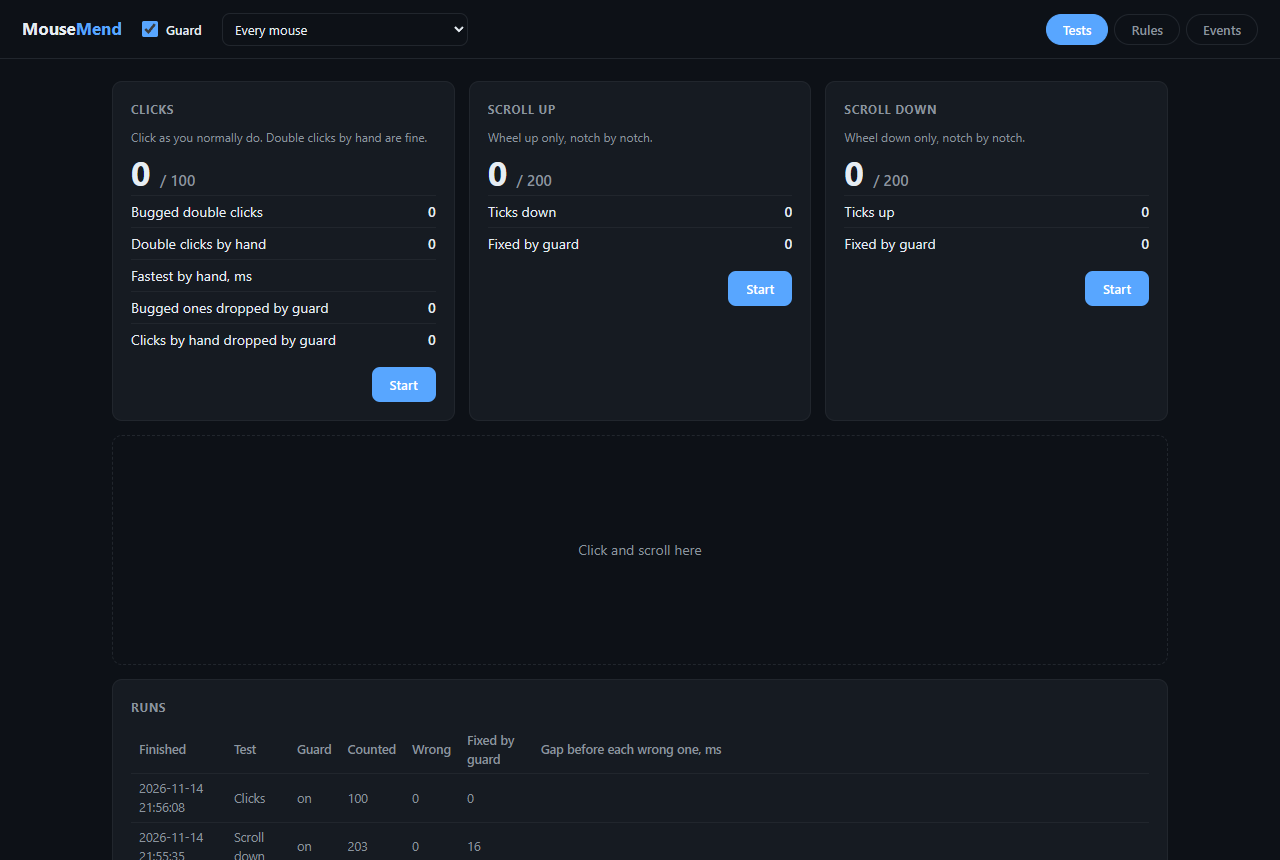 MouseMend
Guard
Every mouse
Tests
Rules
Events
CLICKS
Click as you normally do. Double clicks by hand are fine.
0 / 100
Bugged double clicks 0
Double clicks by hand 0
Fastest by hand, ms
Bugged ones dropped by guard 0
Clicks by hand dropped by guard 0
Start
SCROLL UP
Wheel up only, notch by notch.
0 / 200
Ticks down 0
Fixed by guard 0
Start
SCROLL DOWN
Wheel down only, notch by notch.
0 / 200
Ticks up 0
Fixed by guard 0
Start
Click and scroll here
RUNS
Finished Test Guard Counted Wrong Fixed by guard Gap before each wrong one, ms
2026-11-14 21:56:08 Clicks on 100 0 0
2026-11-14 21:55:35 Scroll down on 203 0 16